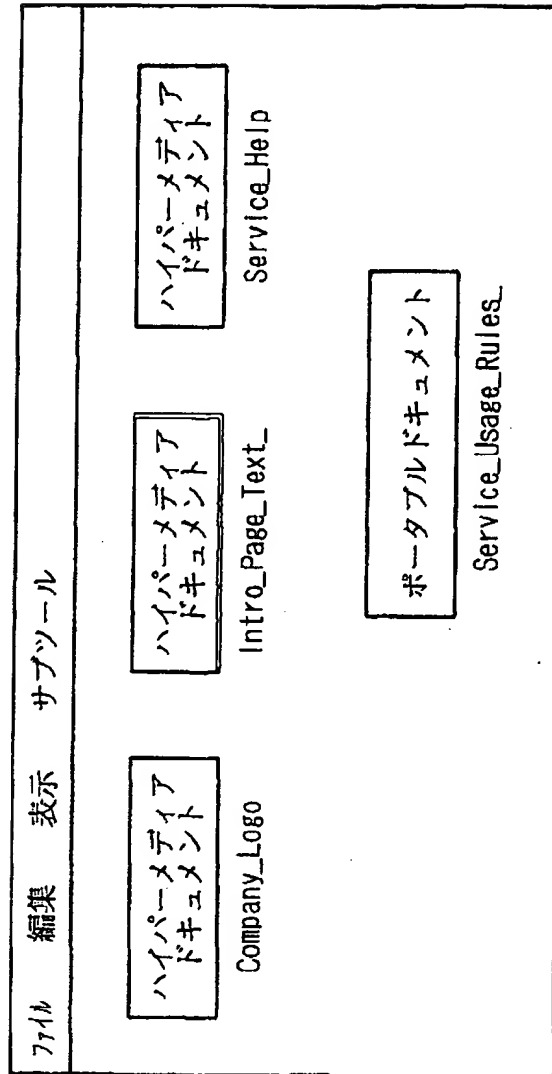 ファイル 編集 表示 サブツール
ハイパーメディア
ドキュメント
Company_Logo
ハイパーメディア
ドキュメント
Intro_Page_Text_
ハイパーメディア
ドキュメント
Service_Help
ポータブルドキュメント
Service_Usage_Rules_